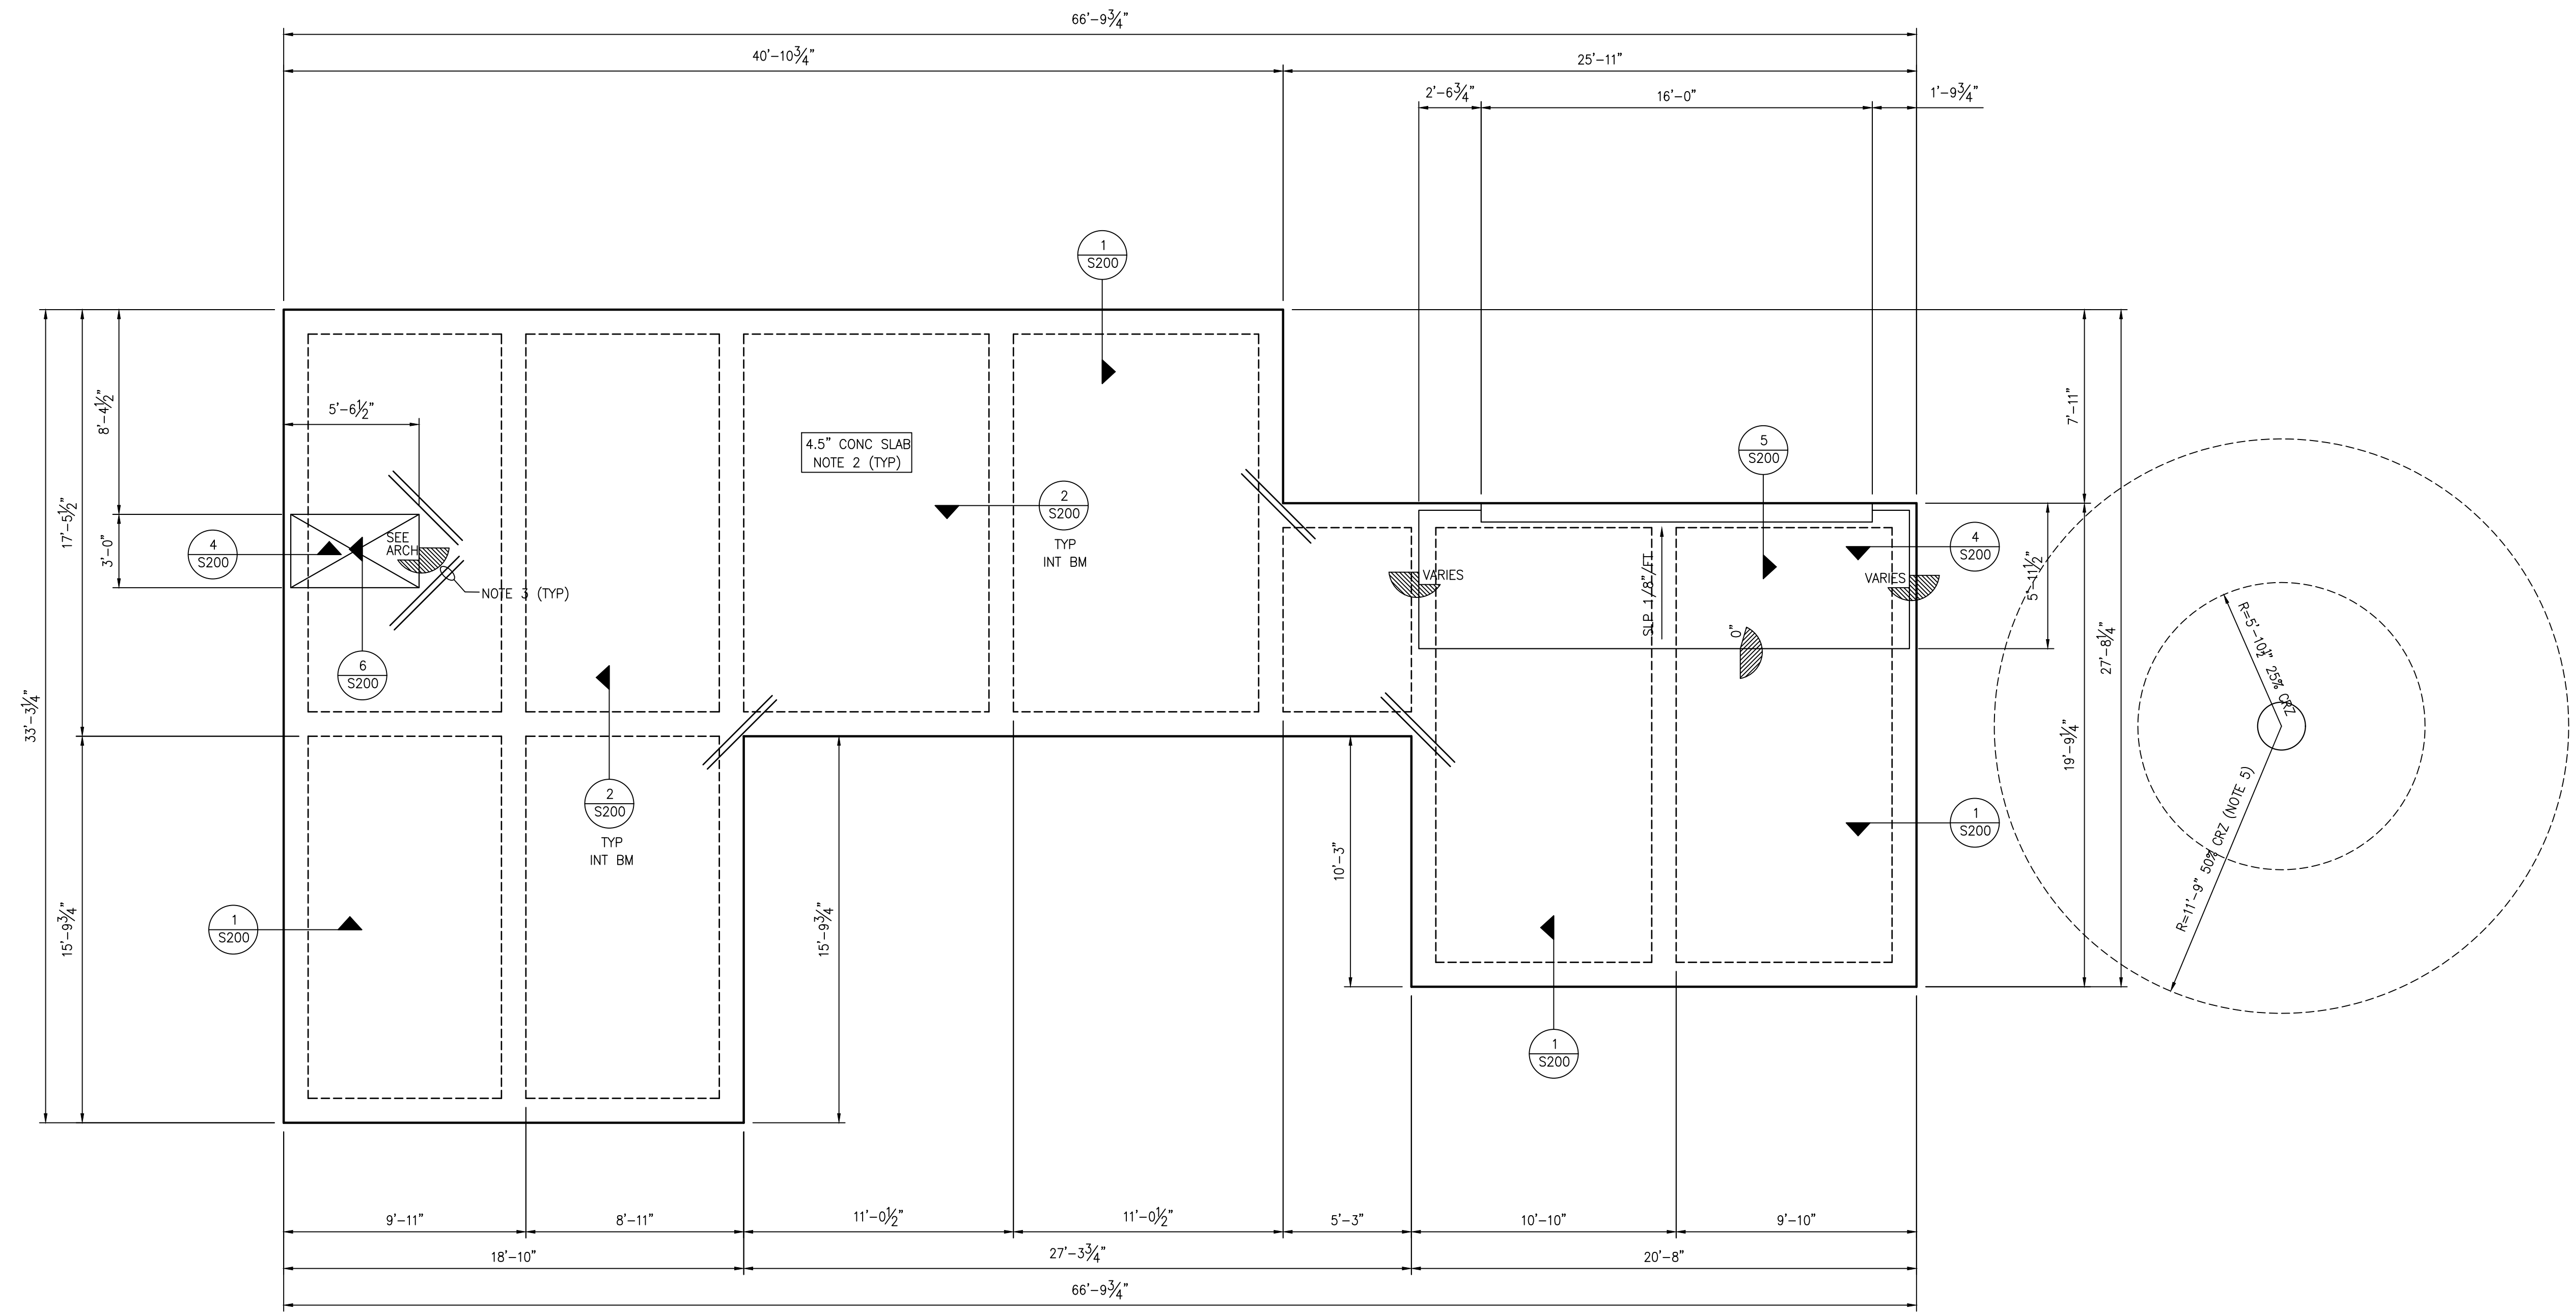 66'-9¾"
40'-10¾"
25'-11"
2'-6¾"
16'-0"
1'-9¾"
1
S200
5'-6½"
8'-4½"
7'-11"
4.5" CONC SLAB
NOTE 2 (TYP)
5
S200
2
S200
TYP
INT BM
17'-5½"
3'-0"
4
S200
SEE
ARCH
NOTE 3 (TYP)
4
S200
VARIES
VARIES
SLP 1/8"/FT
0"
5'-11½"
27'-8¼"
R=5'-10½" 25% CRZ
6
S200
33'-3¼"
19'-9¼"
2
S200
TYP
INT BM
1
S200
R=11'-9" 50% CRZ (NOTE 5)
10'-3"
1
S200
15'-9¾"
15'-9¾"
1
S200
9'-11"
8'-11"
11'-0½"
11'-0½"
5'-3"
10'-10"
9'-10"
18'-10"
27'-3¾"
20'-8"
66'-9¾"